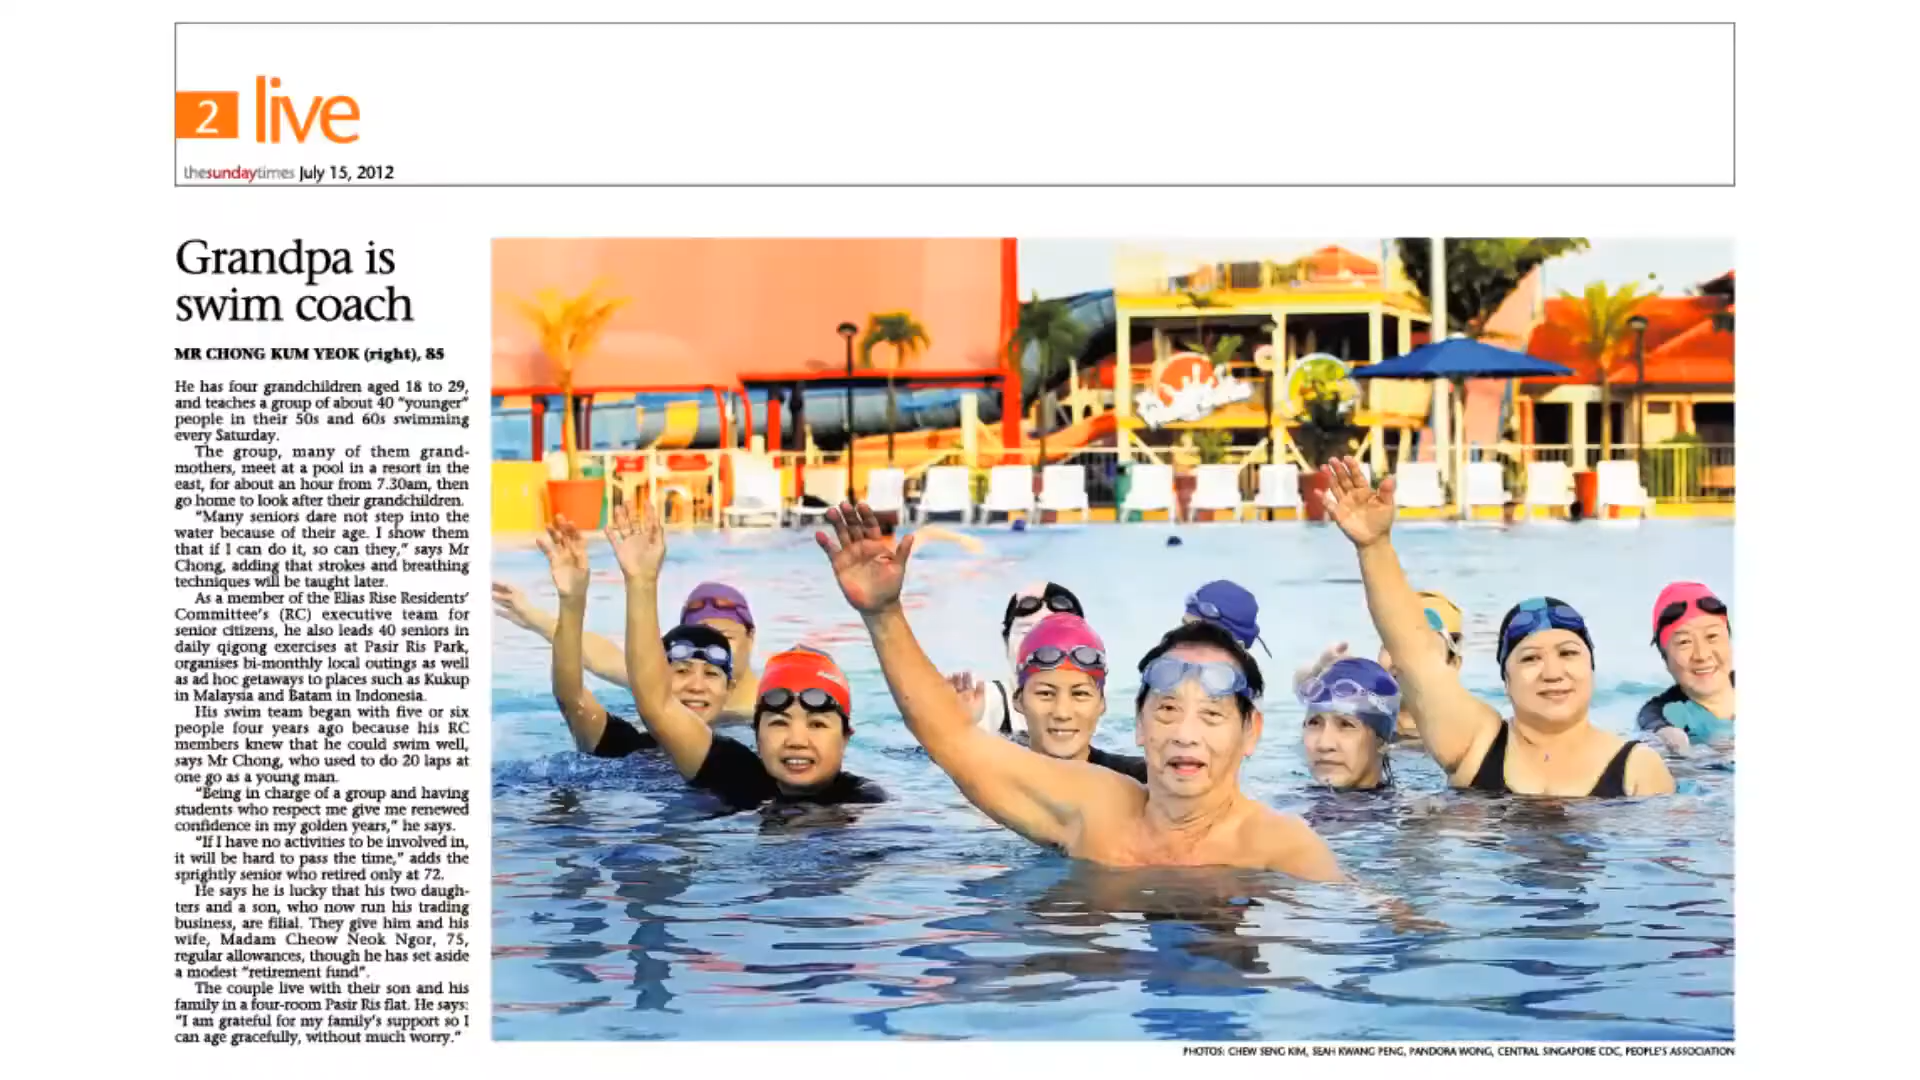 2 live
thesundaytimes July 15, 2012
Grandpa is
swim coach
MR CHONG KUM YEOK (right), 85
He has four grandchildren aged 18 to 29,
and teaches a group of about 40 "younger"
people in their 50s and 60s swimming
every Saturday.
The group, many of them grand-
mothers, meet at a pool in a resort in the
east, for about an hour from 7.30am, then
go home to look after their grandchildren.
"Many seniors dare not step into the
water because of their age. I show them
that if I can do it, so can they," says Mr
Chong, adding that strokes and breathing
techniques will be taught later.
As a member of the Elias Rise Residents'
Committee's (RC) executive team for
senior citizens, he also leads 40 seniors in
daily qigong exercises at Pasir Ris Park,
organises bi-monthly local outings as well
as ad hoc getaways to places such as Kukup
in Malaysia and Batam in Indonesia.
His swim team began with five or six
people four years ago because his RC
members knew that he could swim well,
says Mr Chong, who used to do 20 laps at
one go as a young man.
"Being in charge of a group and having
students who respect me give me renewed
confidence in my golden years," he says.
"If I have no activities to be involved in,
it will be hard to pass the time," adds the
sprightly senior who retired only at 72.
He says he is lucky that his two daugh-
ters and a son, who now run his trading
business, are filial. They give him and his
wife, Madam Cheow Neok Ngor, 75,
regular allowances, though he has set aside
a modest "retirement fund".
The couple live with their son and his
family in a four-room Pasir Ris flat. He says:
"I am grateful for my family's support so I
can age gracefully, without much worry."
PHOTOS: CHEW SENG KIM, SEAH KWANG PENG, PANDORA WONG, CENTRAL SINGAPORE CDC, PEOPLE'S ASSOCIATION